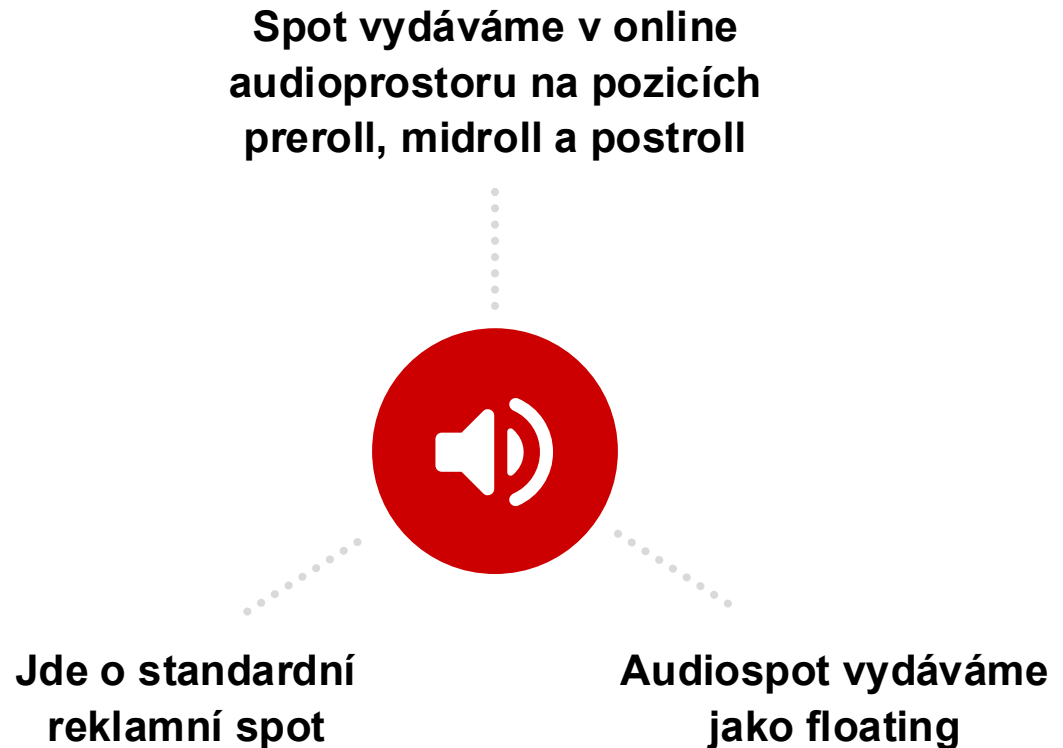 Spot vydáváme v online
audioprostoru na pozicích
preroll, midroll a postroll
Jde o standardní
reklamní spot
Audiospot vydáváme
jako floating